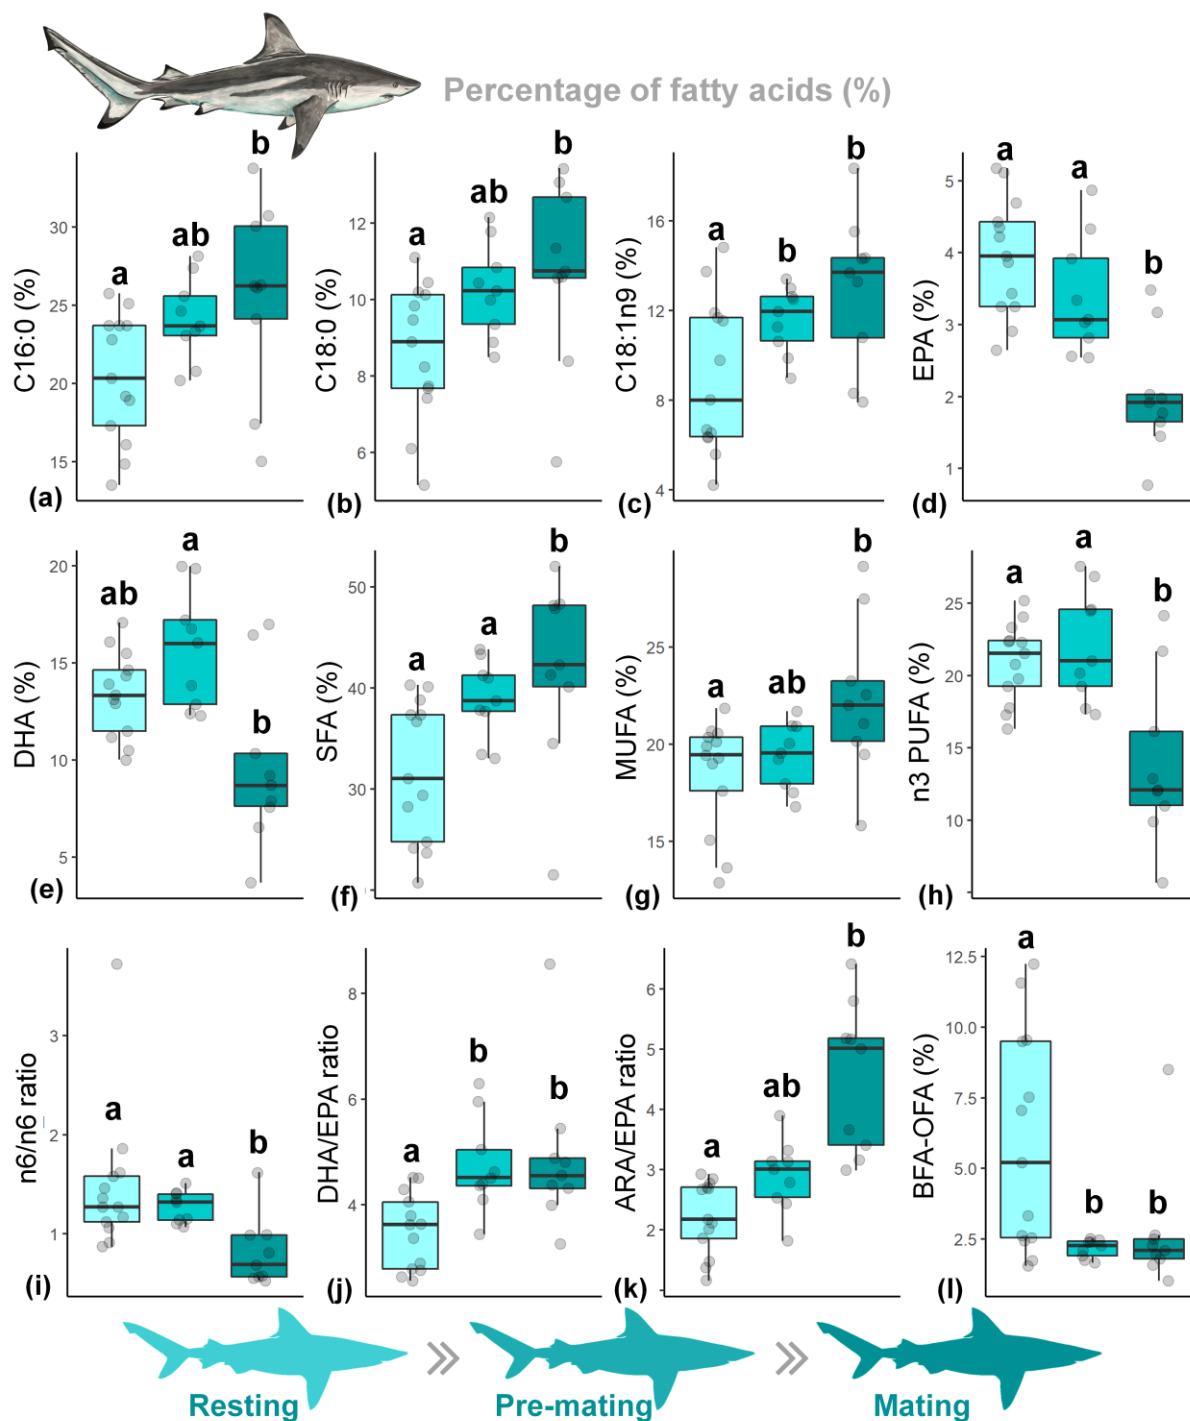 Percentage of fatty acids (%)
C16:0 (%)
30
25
20
15
a
ab
b
(a)
C18:0 (%)
12
10
8
6
a
ab
b
(b)
C18:1n9 (%)
16
12
8
4
a
b
b
(c)
EPA (%)
5
4
3
2
1
a
a
b
(d)
DHA (%)
20
15
10
5
ab
a
b
(e)
SFA (%)
50
40
30
a
a
b
(f)
MUFA (%)
25
20
15
a
ab
b
(g)
n3 PUFA (%)
25
20
15
10
5
a
a
b
(h)
n6/n6 ratio
3
2
1
a
a
b
(i)
DHA/EPA ratio
8
6
4
a
b
b
(j)
ARA/EPA ratio
6
5
4
3
2
1
a
ab
b
(k)
BFA-OFA (%)
12.5
10.0
7.5
5.0
2.5
a
b
b
(l)
Resting
Pre-mating
Mating